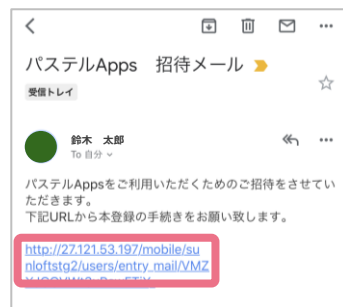 パステルApps 招待メール
受信トレイ
鈴木 太郎
To 自分
パステルAppsをご利用いただくためのご招待をさせてい
ただきます。
下記URLから本登録の手続きをお願い致します。
http://27.121.53.197/mobile/su
nloftstg2/users/entry_mail/VMZ